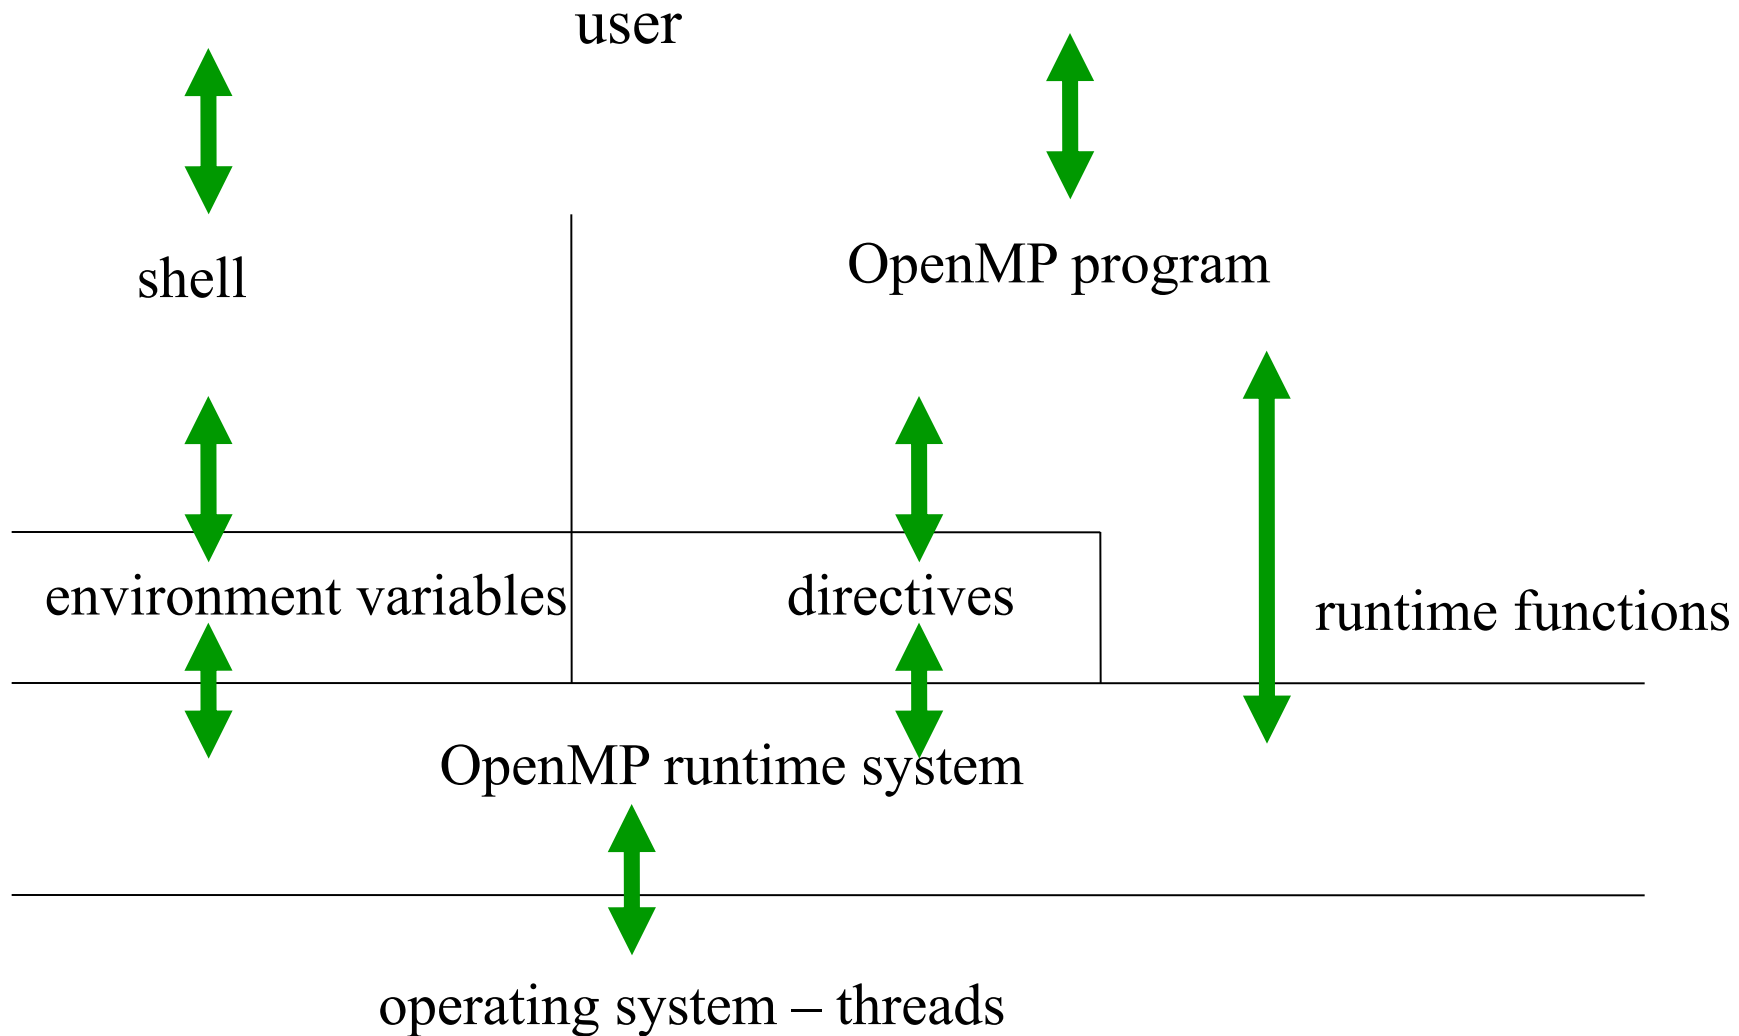 user
shell
OpenMP program
environment variables
directives
runtime functions
OpenMP runtime system
operating system – threads